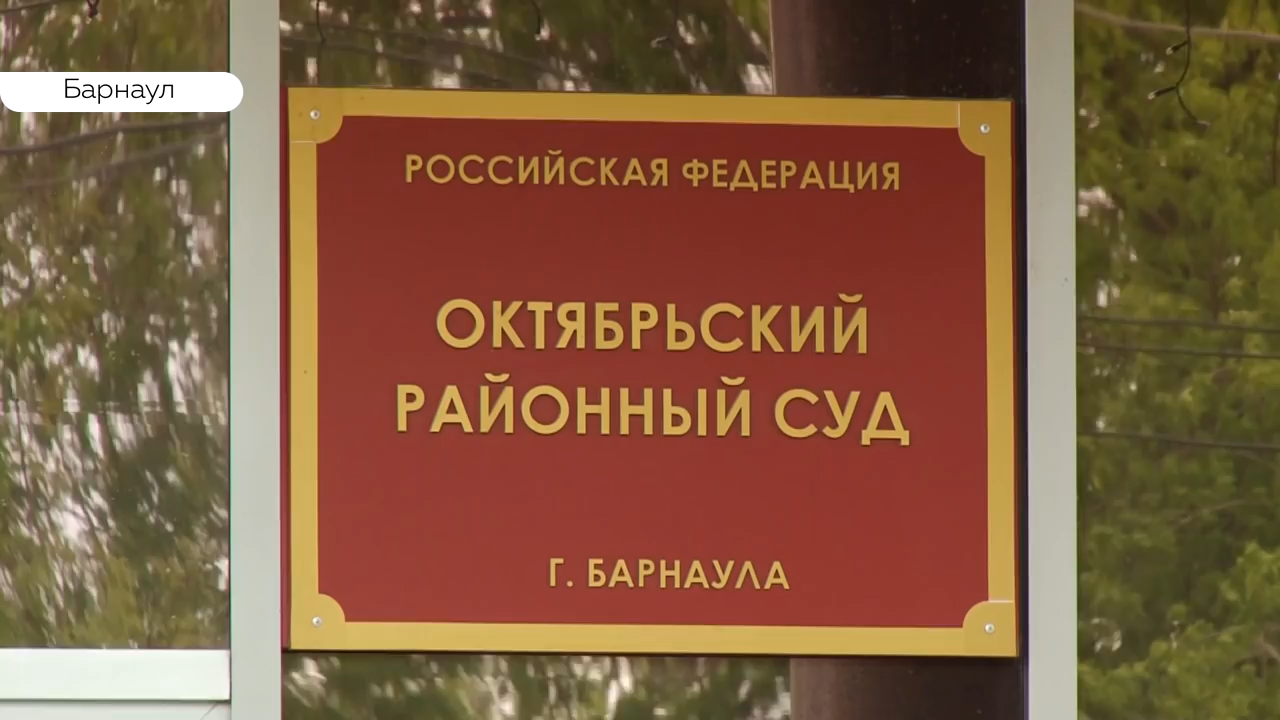 Барнаул
РОССИЙСКАЯ ФЕДЕРАЦИЯ
ОКТЯБРЬСКИЙ
РАЙОННЫЙ СУД
Г. БАРНАУЛА